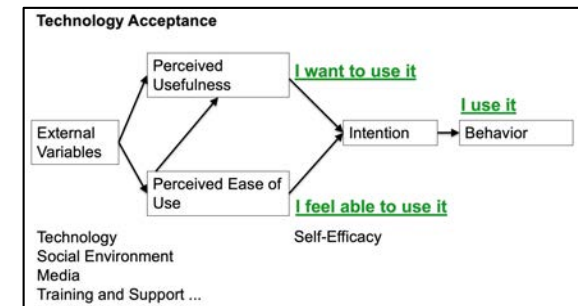 Technology Acceptance
Perceived
Usefulness
I want to use it
I use it
External
Variables
Intention
Behavior
Perceived Ease of
Use
I feel able to use it
Technology
Social Environment
Media
Training and Support ...
Self-Efficacy